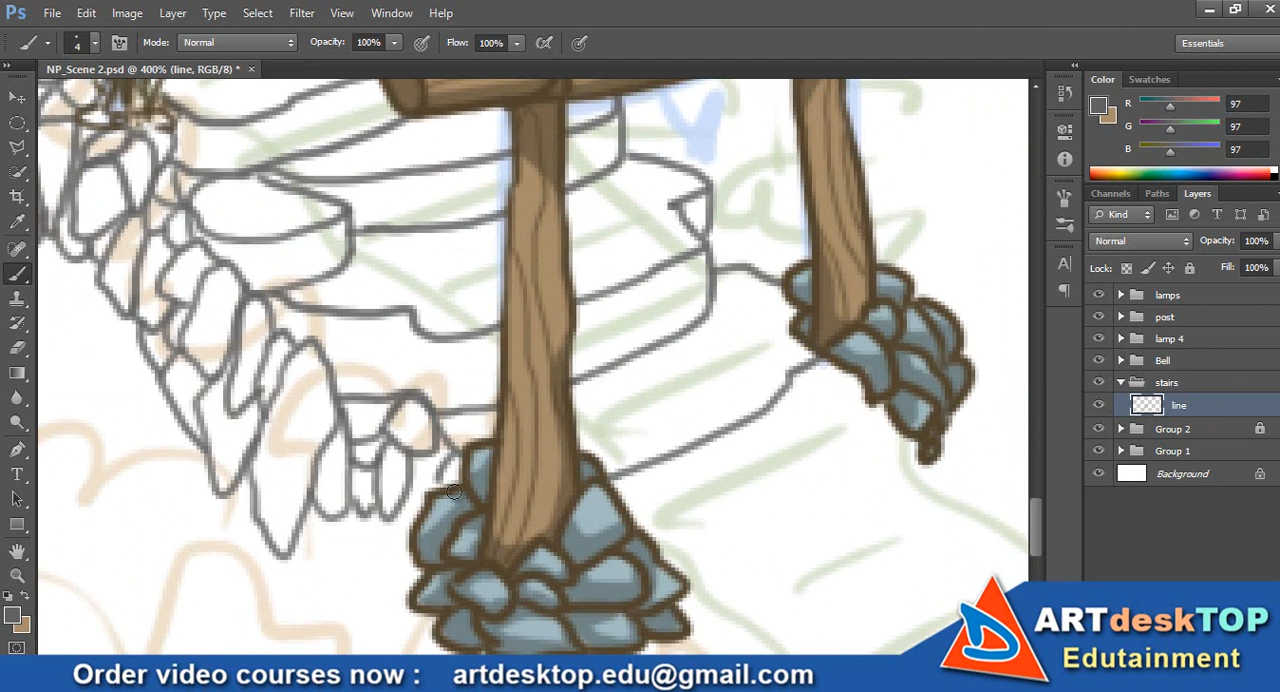 Ps File Edit Image Layer Type Select Filter View Window Help
4 Mode: Normal Opacity: 100% Flow: 100% Essentials
NP_Scene 2.psd @ 400% (line, RGB/8) * ×
Color Swatches
R 97
G 97
B 97
Channels Paths Layers
Kind
Normal Opacity: 100%
Lock: Fill: 100%
lamps
post
lamp 4
Bell
stairs
line
Group 2
Group 1
Background
ARTdeskTOP
Edutainment
Order video courses now : artdesktop.edu@gmail.com